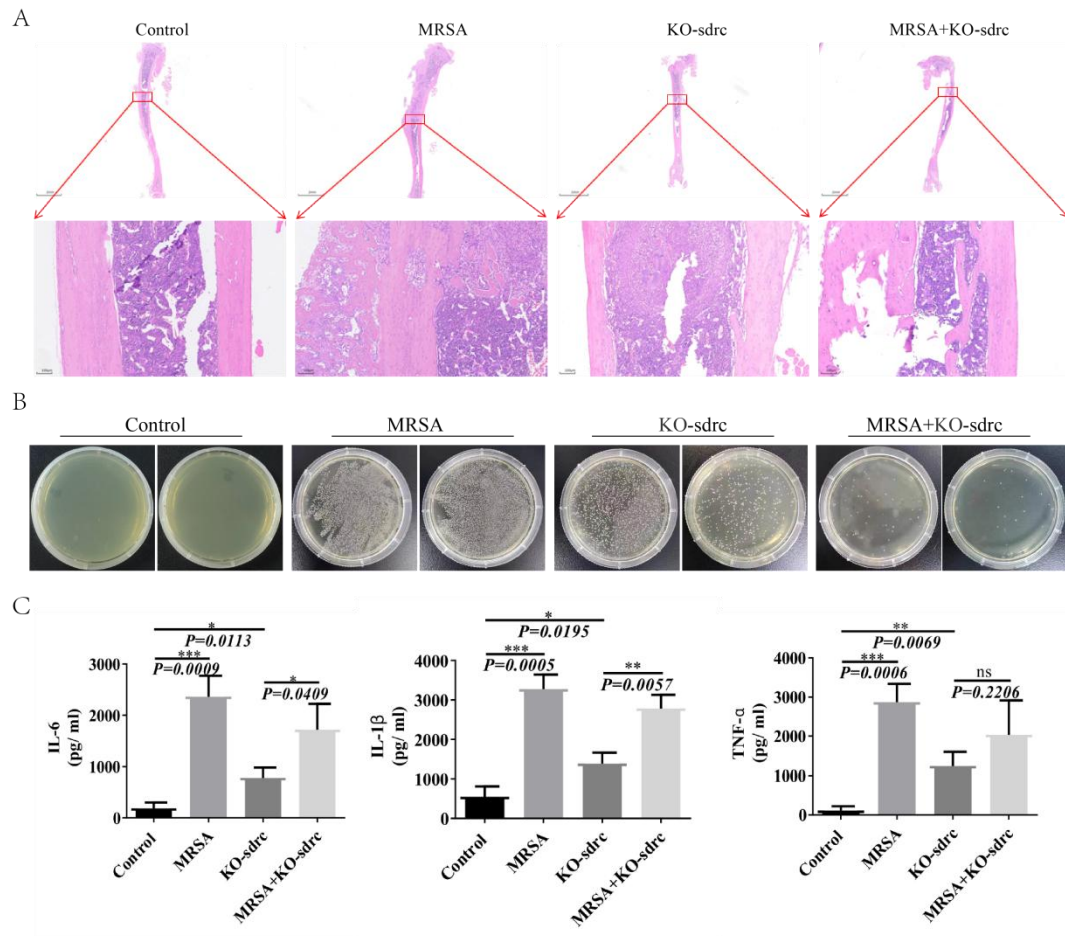 A
Control
MRSA
KO-sdrc
MRSA+KO-sdrc
B
Control
MRSA
KO-sdrc
MRSA+KO-sdrc
C
*
P=0.0113
***
P=0.0009
*
P=0.0409
IL-6
(pg/ ml)
3000
2000
1000
0
Control
MRSA
KO-sdrc
MRSA+KO-sdrc
*
P=0.0195
***
P=0.0005
**
P=0.0057
IL-1β
(pg/ ml)
4000
3000
2000
1000
0
Control
MRSA
KO-sdrc
MRSA+KO-sdrc
**
P=0.0069
***
P=0.0006
ns
P=0.2206
TNF-α
(pg/ ml)
4000
3000
2000
1000
0
Control
MRSA
KO-sdrc
MRSA+KO-sdrc